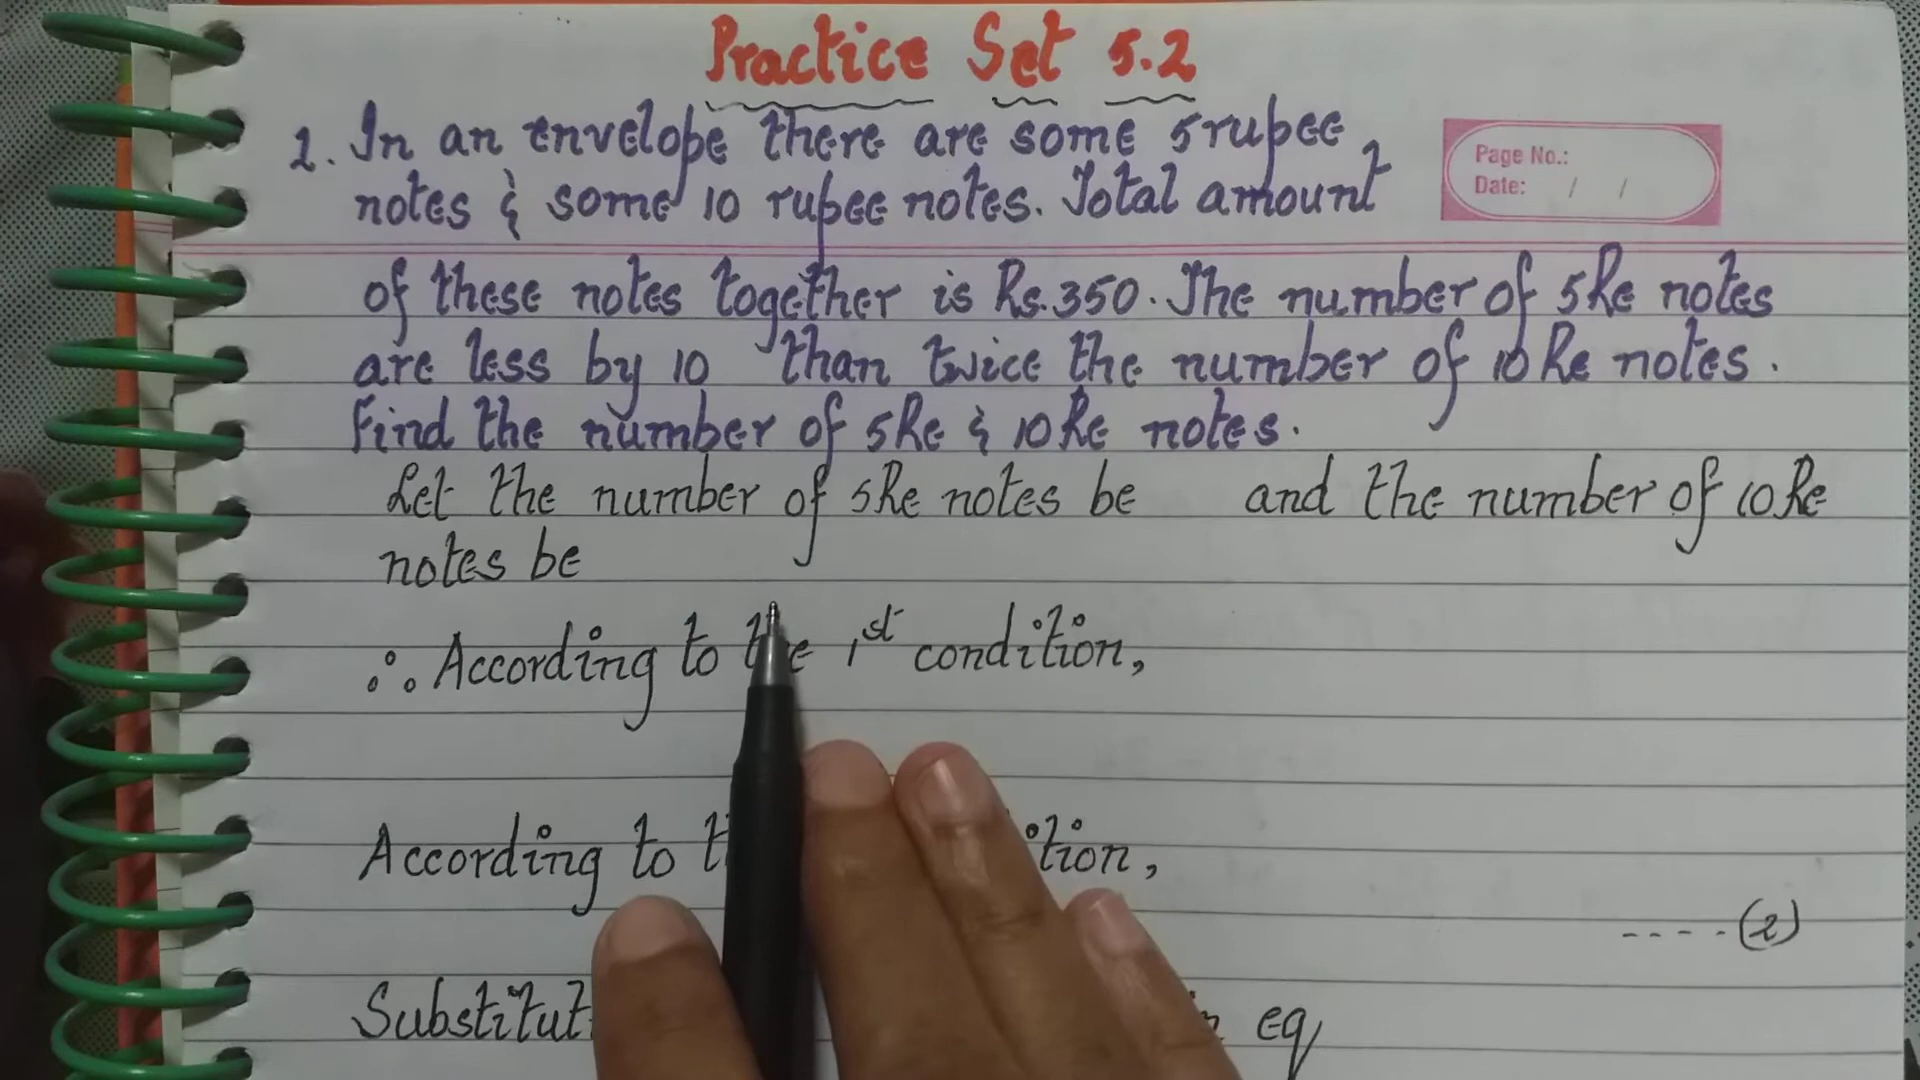 Practice Set 5.2
1. In an envelope there are some 5 rupee
notes & some 10 rupee notes. Total amount
Page No.:
Date: / /
of these notes together is Rs.350. The number of 5Re notes
are less by 10 than twice the number of 10 Re notes.
Find the number of 5Re & 10Re notes.
Let the number of 5Re notes be and the number of 10Re
notes be
∴ According to the 1st condition,
According to
----(2)
eq